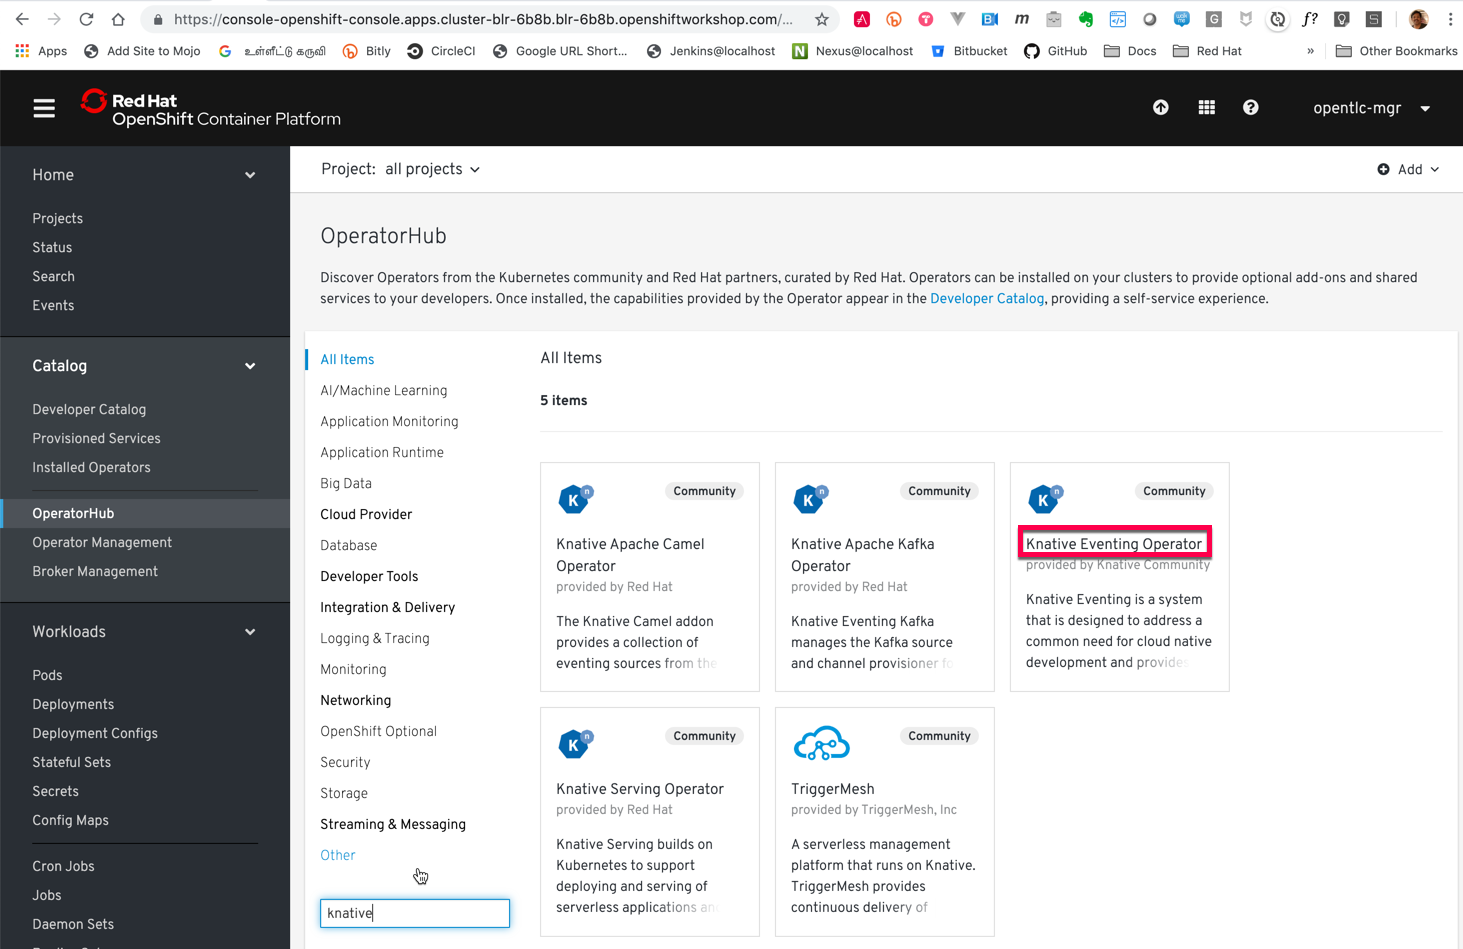 https://console-openshift-console.apps.cluster-blr-6b8b.blr-6b8b.openshiftworkshop.com/...
Apps
Add Site to Mojo
உள்ளீட்டு கருவி
Bitly
CircleCI
Google URL Short...
Jenkins@localhost
Nexus@localhost
Bitbucket
GitHub
Docs
Red Hat
»
Other Bookmarks
Red Hat
OpenShift Container Platform
opentlc-mgr
Home
Projects
Status
Search
Events
Catalog
Developer Catalog
Provisioned Services
Installed Operators
OperatorHub
Operator Management
Broker Management
Workloads
Pods
Deployments
Deployment Configs
Stateful Sets
Secrets
Config Maps
Cron Jobs
Jobs
Daemon Sets
Project: all projects
Add
OperatorHub
Discover Operators from the Kubernetes community and Red Hat partners, curated by Red Hat. Operators can be installed on your clusters to provide optional add-ons and shared
services to your developers. Once installed, the capabilities provided by the Operator appear in the Developer Catalog, providing a self-service experience.
All Items
AI/Machine Learning
Application Monitoring
Application Runtime
Big Data
Cloud Provider
Database
Developer Tools
Integration & Delivery
Logging & Tracing
Monitoring
Networking
OpenShift Optional
Security
Storage
Streaming & Messaging
Other
knative
All Items
5 items
K n
Community
Knative Apache Camel
Operator
provided by Red Hat
The Knative Camel addon
provides a collection of
eventing sources from the
K n
Community
Knative Apache Kafka
Operator
provided by Red Hat
Knative Eventing Kafka
manages the Kafka source
and channel provisioner fo
K n
Community
Knative Eventing Operator
provided by Knative Community
Knative Eventing is a system
that is designed to address a
common need for cloud native
development and provides
K n
Community
Knative Serving Operator
provided by Red Hat
Knative Serving builds on
Kubernetes to support
deploying and serving of
serverless applications an
Community
TriggerMesh
provided by TriggerMesh, Inc
A serverless management
platform that runs on Knative.
TriggerMesh provides
continuous delivery of